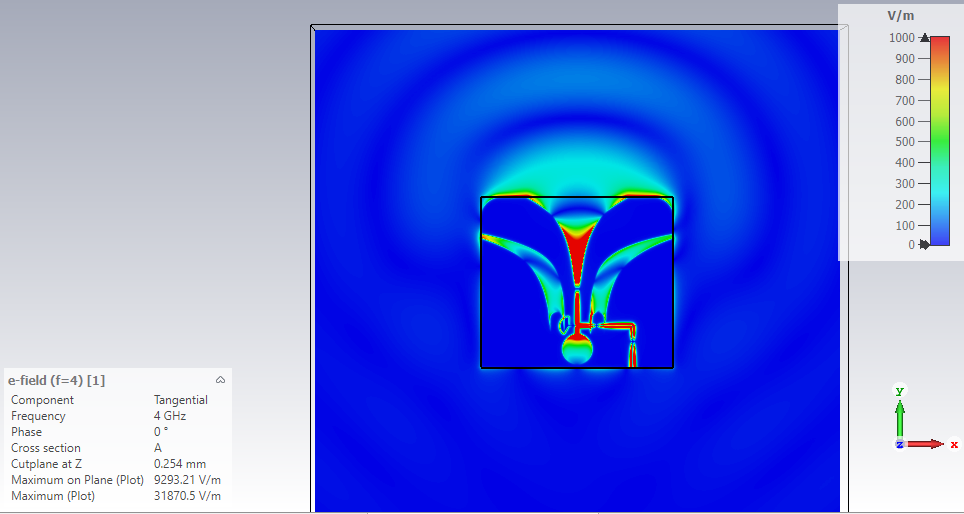 V/m
1000
900
800
700
600
500
400
300
200
100
0
e-field (f=4) [1]
Component Tangential
Frequency 4 GHz
Phase 0 °
Cross section A
Cutplane at Z 0.254 mm
Maximum on Plane (Plot) 9293.21 V/m
Maximum (Plot) 31870.5 V/m
y
z x